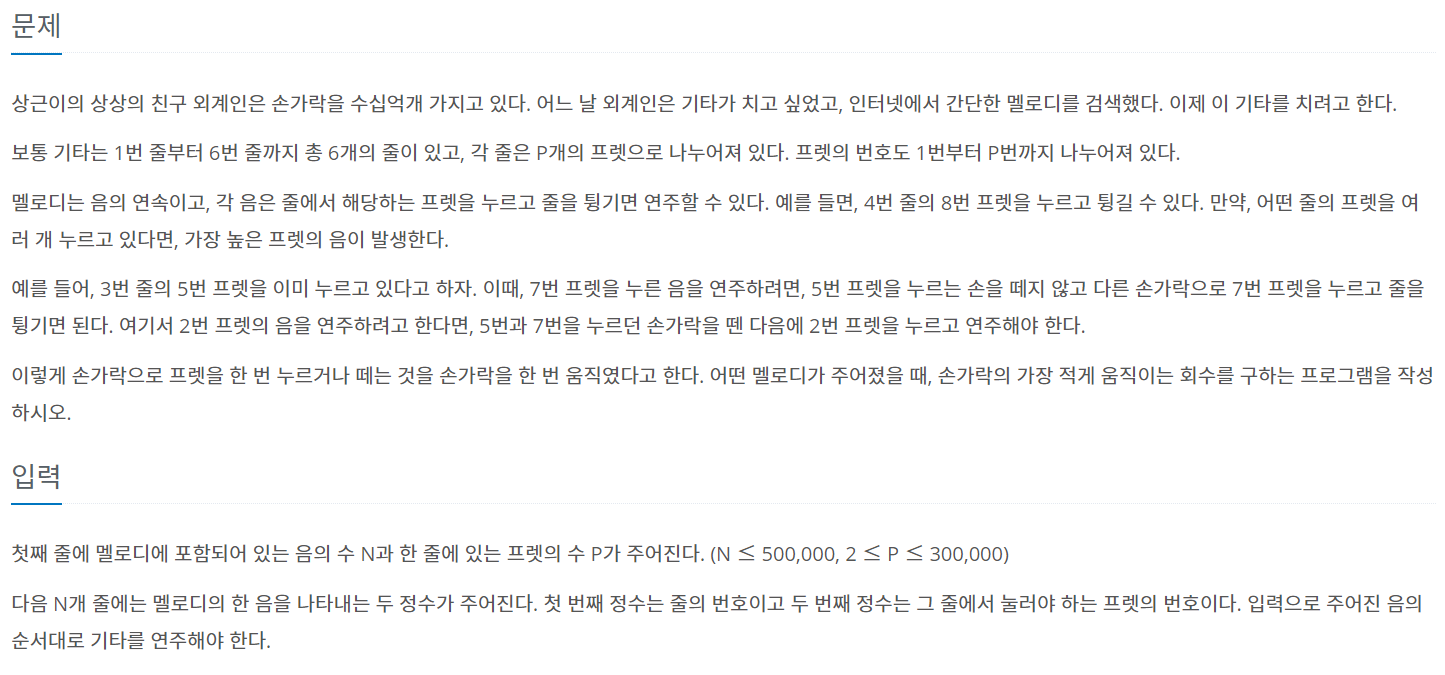 문제
상근이의 상상의 친구 외계인은 손가락을 수십억개 가지고 있다. 어느 날 외계인은 기타가 치고 싶었고, 인터넷에서 간단한 멜로디를 검색했다. 이제 이 기타를 치려고 한다.
보통 기타는 1번 줄부터 6번 줄까지 총 6개의 줄이 있고, 각 줄은 P개의 프렛으로 나누어져 있다. 프렛의 번호도 1번부터 P번까지 나누어져 있다.
멜로디는 음의 연속이고, 각 음은 줄에서 해당하는 프렛을 누르고 줄을 튕기면 연주할 수 있다. 예를 들면, 4번 줄의 8번 프렛을 누르고 튕길 수 있다. 만약, 어떤 줄의 프렛을 여
러 개 누르고 있다면, 가장 높은 프렛의 음이 발생한다.
예를 들어, 3번 줄의 5번 프렛을 이미 누르고 있다고 하자. 이때, 7번 프렛을 누른 음을 연주하려면, 5번 프렛을 누르는 손을 떼지 않고 다른 손가락으로 7번 프렛을 누르고 줄을
튕기면 된다. 여기서 2번 프렛의 음을 연주하려고 한다면, 5번과 7번을 누르던 손가락을 뗀 다음에 2번 프렛을 누르고 연주해야 한다.
이렇게 손가락으로 프렛을 한 번 누르거나 떼는 것을 손가락을 한 번 움직였다고 한다. 어떤 멜로디가 주어졌을 때, 손가락의 가장 적게 움직이는 회수를 구하는 프로그램을 작성
하시오.
입력
첫째 줄에 멜로디에 포함되어 있는 음의 수 N과 한 줄에 있는 프렛의 수 P가 주어진다. (N ≤ 500,000, 2 ≤ P ≤ 300,000)
다음 N개 줄에는 멜로디의 한 음을 나타내는 두 정수가 주어진다. 첫 번째 정수는 줄의 번호이고 두 번째 정수는 그 줄에서 눌러야 하는 프렛의 번호이다. 입력으로 주어진 음의
순서대로 기타를 연주해야 한다.